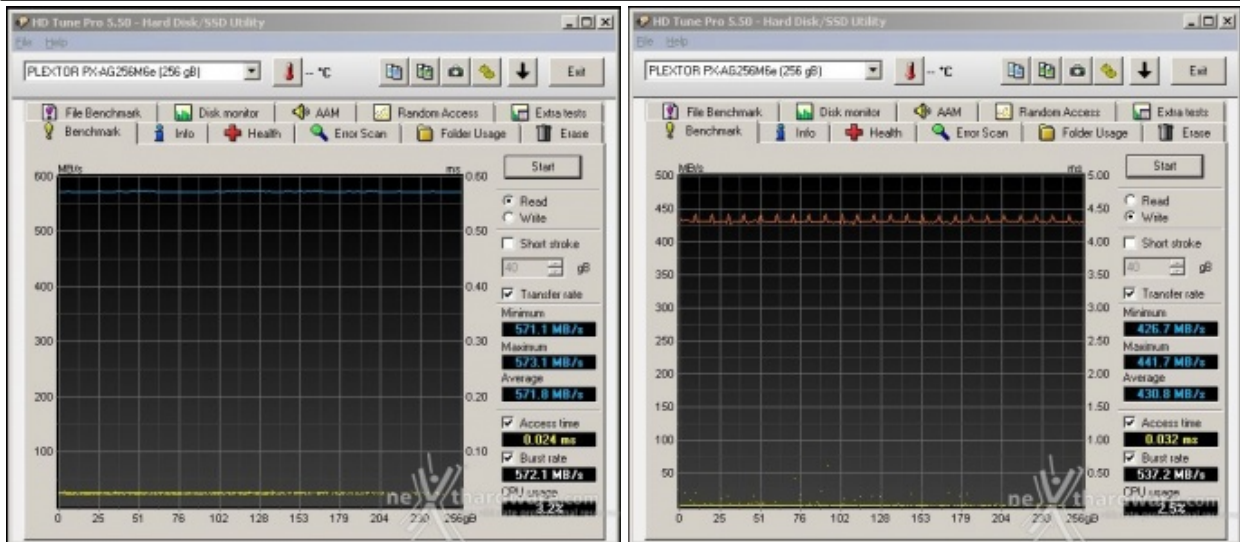 HD Tune Pro 5.50 - Hard Disk/SSD Utility
File Help
PLEXTOR PX-AG256M6e (256 gB)
-- °C
Exit
File Benchmark Disk monitor AAM Random Access Extra tests
Benchmark Info Health Error Scan Folder Usage Erase
MB/s ms
Start
600 0.60
Read
Write
500 0.50
Short stroke
40 gB
400 0.40
Transfer rate
Minimum
571.1 MB/s
300 0.30
Maximum
573.1 MB/s
Average
200 0.20 571.8 MB/s
Access time
0.024 ms
100 0.10
Burst rate
572.1 MB/s
CPU usage
3.2%
0 25 51 76 102 128 153 179 204 230 256gB
HD Tune Pro 5.50 - Hard Disk/SSD Utility
File Help
PLEXTOR PX-AG256M6e (256 gB)
-- °C
Exit
File Benchmark Disk monitor AAM Random Access Extra tests
Benchmark Info Health Error Scan Folder Usage Erase
MB/s ms
Start
500 5.00
Read
450 4.50
Write
400 4.00
Short stroke
40 gB
350 3.50
Transfer rate
300 3.00
Minimum
426.7 MB/s
250 2.50
Maximum
441.7 MB/s
200 2.00
Average
430.8 MB/s
150 1.50
Access time
100 1.00 0.032 ms
Burst rate
50 0.50 537.2 MB/s
CPU usage
2.5%
0 25 51 76 102 128 153 179 204 230 256gB